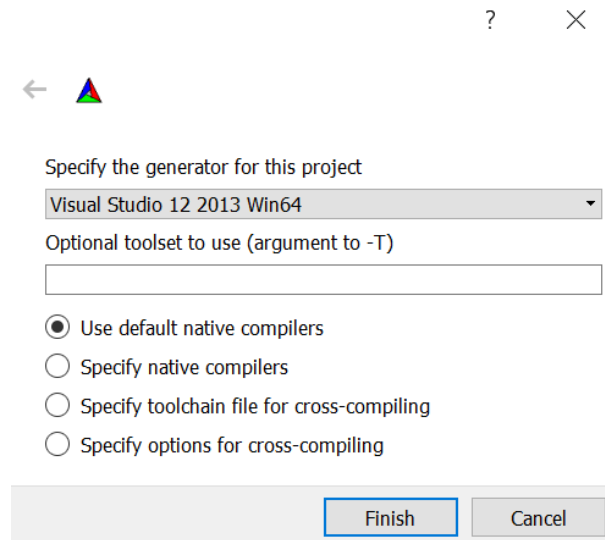 ?
Specify the generator for this project
Visual Studio 12 2013 Win64
Optional toolset to use (argument to -T)
Use default native compilers
Specify native compilers
Specify toolchain file for cross-compiling
Specify options for cross-compiling
Finish Cancel